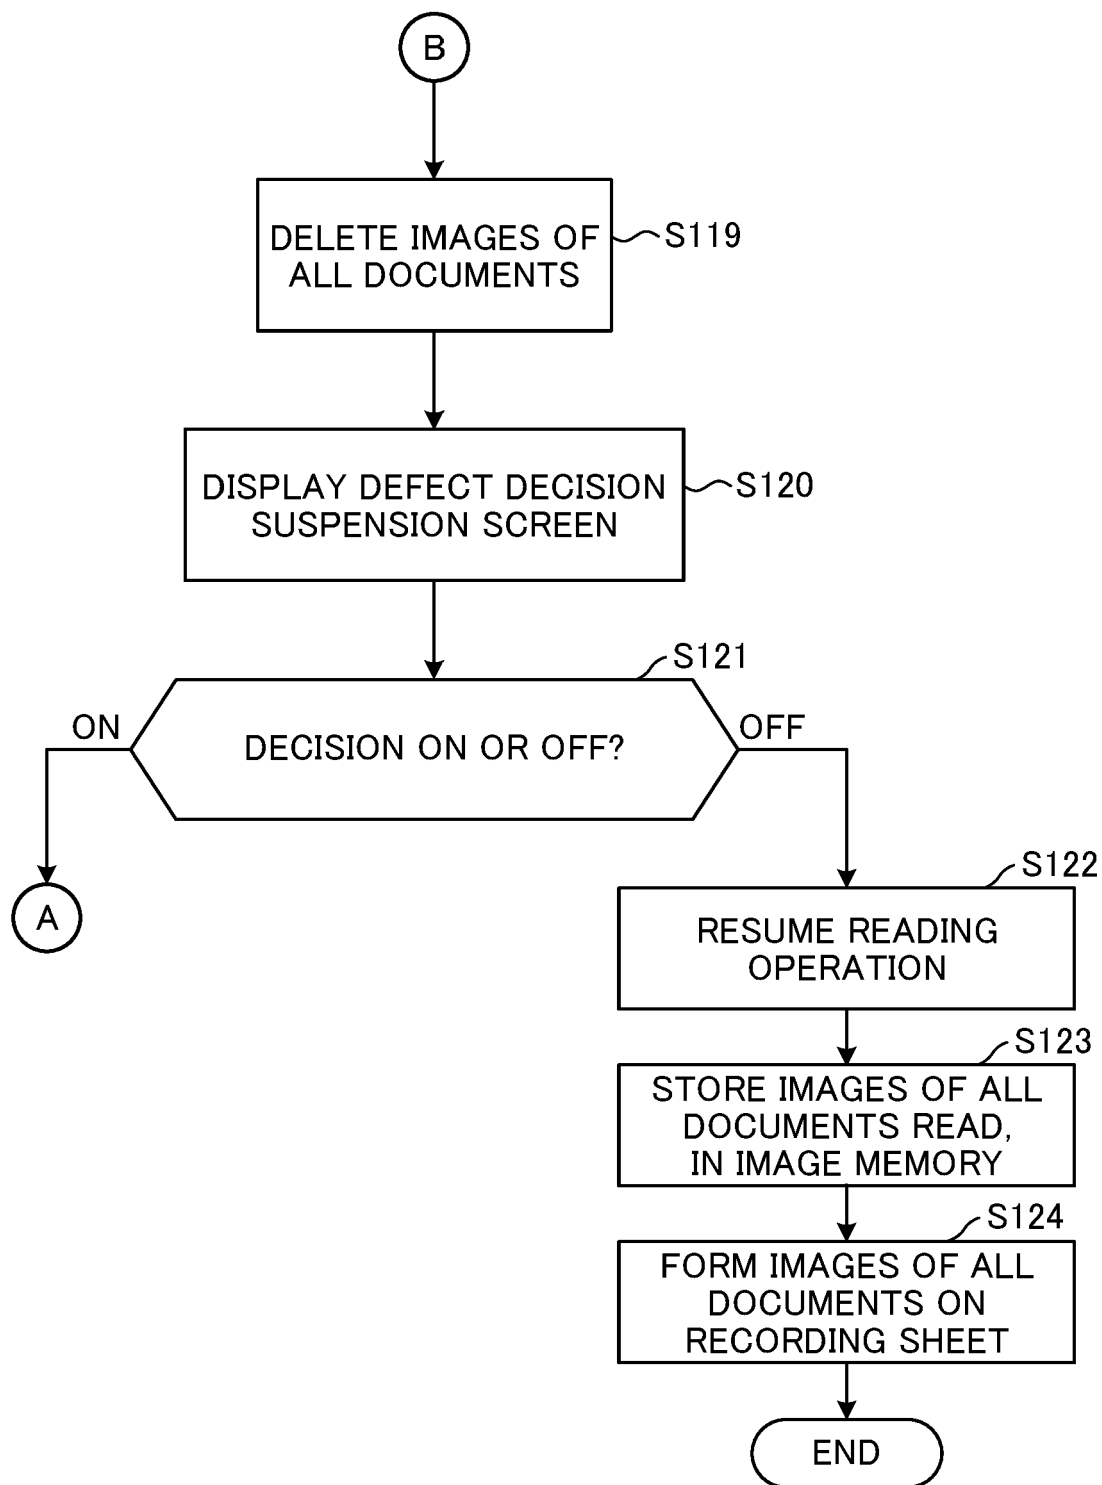 B
DELETE IMAGES OF
ALL DOCUMENTS
S119
DISPLAY DEFECT DECISION
SUSPENSION SCREEN
S120
S121
ON
DECISION ON OR OFF?
OFF
A
S122
RESUME READING
OPERATION
S123
STORE IMAGES OF ALL
DOCUMENTS READ,
IN IMAGE MEMORY
S124
FORM IMAGES OF ALL
DOCUMENTS ON
RECORDING SHEET
END